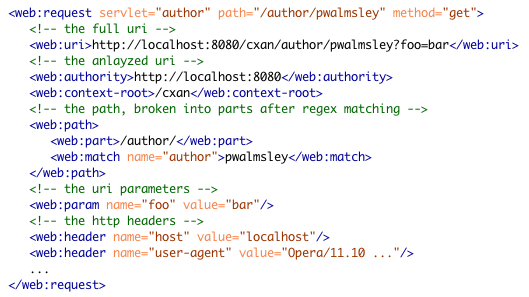 <web:request servlet="author" path="/author/pwalmsley" method="get">
<!-- the full uri -->
<web:uri>http://localhost:8080/cxan/author/pwalmsley?foo=bar</web:uri>
<!-- the anlayzed uri -->
<web:authority>http://localhost:8080</web:authority>
<web:context-root>/cxan</web:context-root>
<!-- the path, broken into parts after regex matching -->
<web:path>
<web:part>/author/</web:part>
<web:match name="author">pwalmsley</web:match>
</web:path>
<!-- the uri parameters -->
<web:param name="foo" value="bar"/>
<!-- the http headers -->
<web:header name="host" value="localhost"/>
<web:header name="user-agent" value="Opera/11.10 ..."/>
...
</web:request>